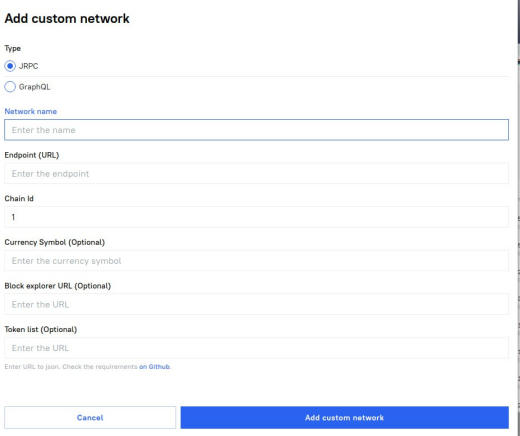 Add custom network
Type
JRPC
GraphQL
Network name
Enter the name
Endpoint (URL)
Enter the endpoint
Chain Id
1
Currency Symbol (Optional)
Enter the currency symbol
Block explorer URL (Optional)
Enter the URL
Token list (Optional)
Enter the URL
Enter URL to json. Check the requirements on Github.
Cancel
Add custom network